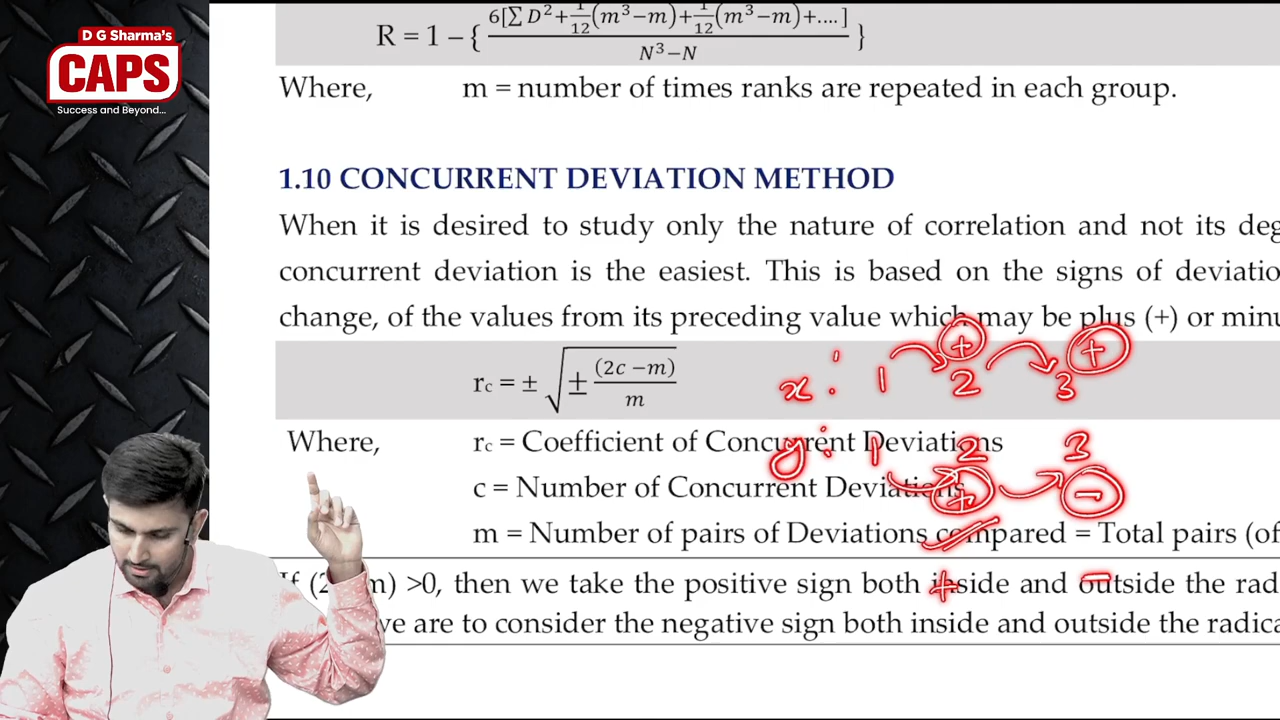 D G Sharma's
CAPS
Success and Beyond...
R = 1 – { 6[∑ D² + 1/12 (m³−m) + 1/12 (m³−m) + ....] / N³−N }
Where, m = number of times ranks are repeated in each group.
1.10 CONCURRENT DEVIATION METHOD
When it is desired to study only the nature of correlation and not its deg
concurrent deviation is the easiest. This is based on the signs of deviatio
change, of the values from its preceding value which may be plus (+) or minu
rc = ± √ ± (2c −m) / m
x : 1 2 3
+ +
Where, rc = Coefficient of Concurrent Deviations
y : 1 2 3
+ −
c = Number of Concurrent Deviations
m = Number of pairs of Deviations compared = Total pairs (of
+ −
If (2 m) >0, then we take the positive sign both inside and outside the rad
we are to consider the negative sign both inside and outside the radica